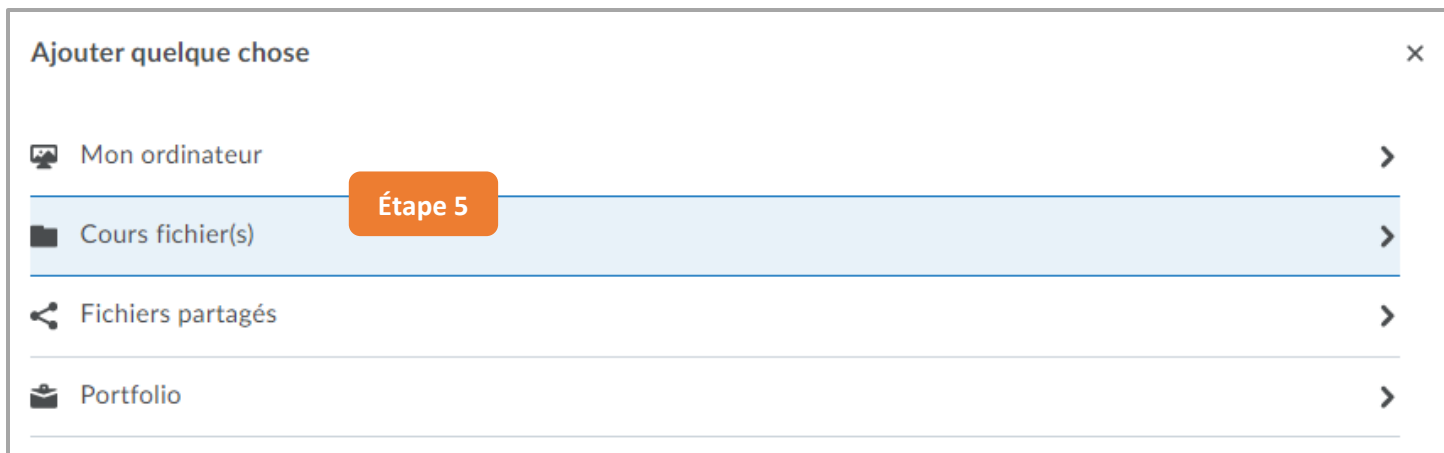 Ajouter quelque chose
Mon ordinateur
Étape 5
Cours fichier(s)
Fichiers partagés
Portfolio